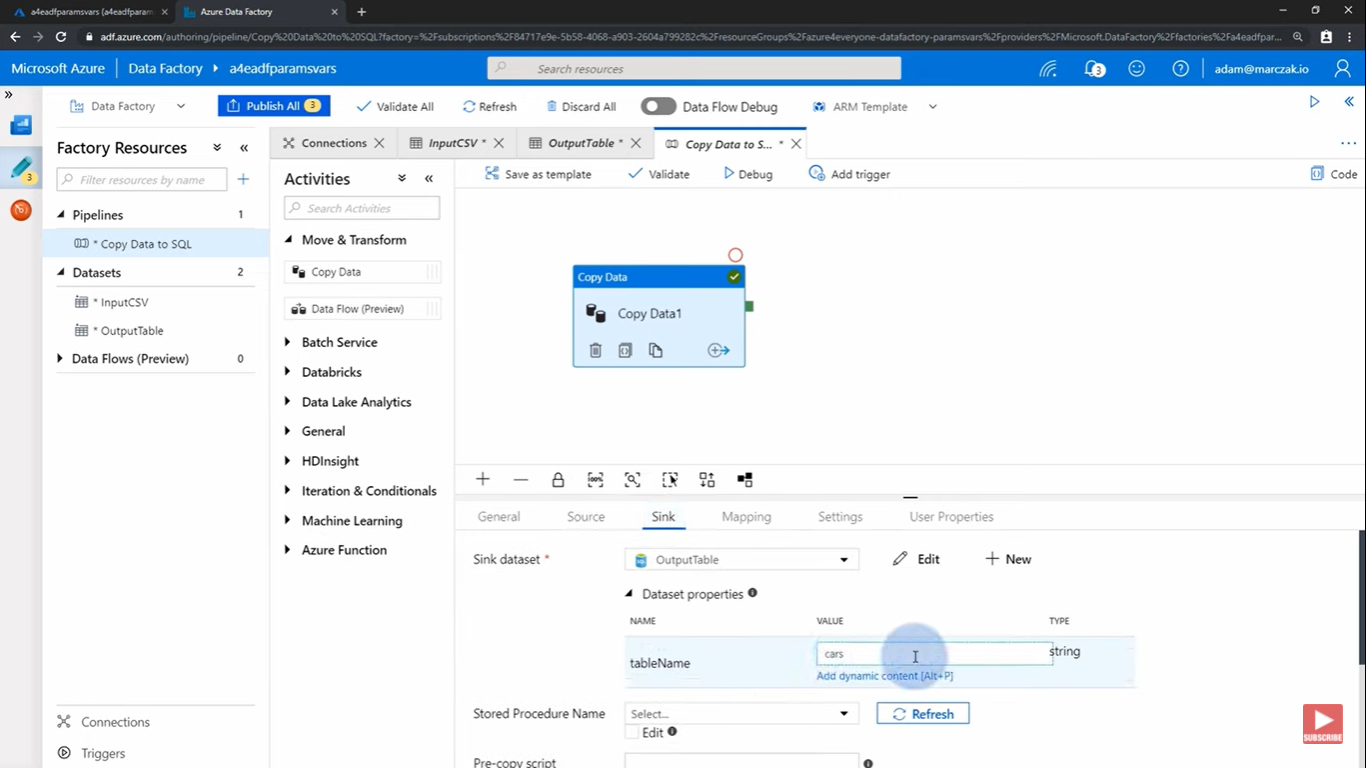 a4eadfparamsvars (a4eadfparam
Azure Data Factory
adf.azure.com/authoring/pipeline/Copy%20Data%20to%20SQL?factory=%2Fsubscriptions%2F84717e9e-5b58-4068-a903-2604a799282c%2FresourceGroups%2Fazure4everyone-datafactory-paramsvars%2Fproviders%2FMicrosoft.DataFactory%2Ffactories%2Fa4eadfpar...
Microsoft Azure
Data Factory
a4eadfparamsvars
Search resources
3
adam@marczak.io
Data Factory
Publish All 3
Validate All
Refresh
Discard All
Data Flow Debug
ARM Template
3
Factory Resources
Filter resources by name
Pipelines 1
* Copy Data to SQL
Datasets 2
* InputCSV
* OutputTable
Data Flows (Preview) 0
Connections
Triggers
Connections
InputCSV *
OutputTable *
Copy Data to S... *
Activities
Search Activities
Move & Transform
Copy Data
Data Flow (Preview)
Batch Service
Databricks
Data Lake Analytics
General
HDInsight
Iteration & Conditionals
Machine Learning
Azure Function
Save as template
Validate
Debug
Add trigger
Code
Copy Data
Copy Data1
100%
General
Source
Sink
Mapping
Settings
User Properties
Sink dataset *
OutputTable
Edit
New
Dataset properties
NAME VALUE TYPE
tableName cars string
Add dynamic content [Alt+P]
Stored Procedure Name
Select...
Refresh
Edit
Pre-copy script
SUBSCRIBE